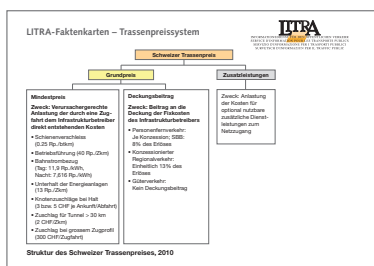 LITRA-Faktenkarten – Trassenpreissystem
LITRA
Schweizer Trassenpreis
Grundpreis
Zusatzleistungen
Mindestpreis
Zweck: Verursachergerechte
Anlastung der durch eine Zug-
fahrt dem Infrastrukturbetreiber
direkt entstehenden Kosten
• Schienenverschleiss
(0.25 Rp./btkm)
• Betriebsführung (40 Rp./Zkm)
• Bahnstrombezug
(Tag: 11,9 Rp./kWh,
Nacht: 7,616 Rp./kWh)
• Unterhalt der Energieanlagen
(13 Rp./Zkm)
• Knotenzuschläge bei Halt
(3 bzw. 5 CHF je Ankunft/Abfahrt)
• Zuschlag für Tunnel > 30 km
(2 CHF/Zkm)
• Zuschlag bei grossem Zugprofil
(300 CHF/Zugfahrt)
Deckungsbeitrag
Zweck: Beitrag an die
Deckung der Fixkosten
des Infrastrukturbetreibers
• Personenfernverkehr:
Je Konzession; SBB:
8% des Erlöses
• Konzessionierter
Regionalverkehr:
Einheitlich 13% des
Erlöses
• Güterverkehr:
Kein Deckungsbeitrag
Zweck: Anlastung
der Kosten für
optional nutzbare
zusätzliche Dienst-
leistungen zum
Netzzugang
Struktur des Schweizer Trassenpreises, 2010